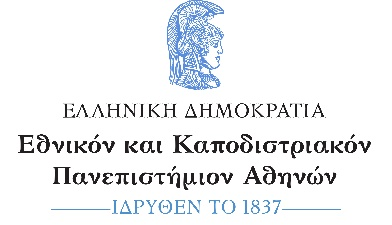 ΕΛΛΗΝΙΚΗ ΔΗΜΟΚΡΑΤΙΑ
Εθνικόν και Καποδιστριακόν
Πανεπιστήμιον Αθηνών
ΙΔΡΥΘΕΝ ΤΟ 1837